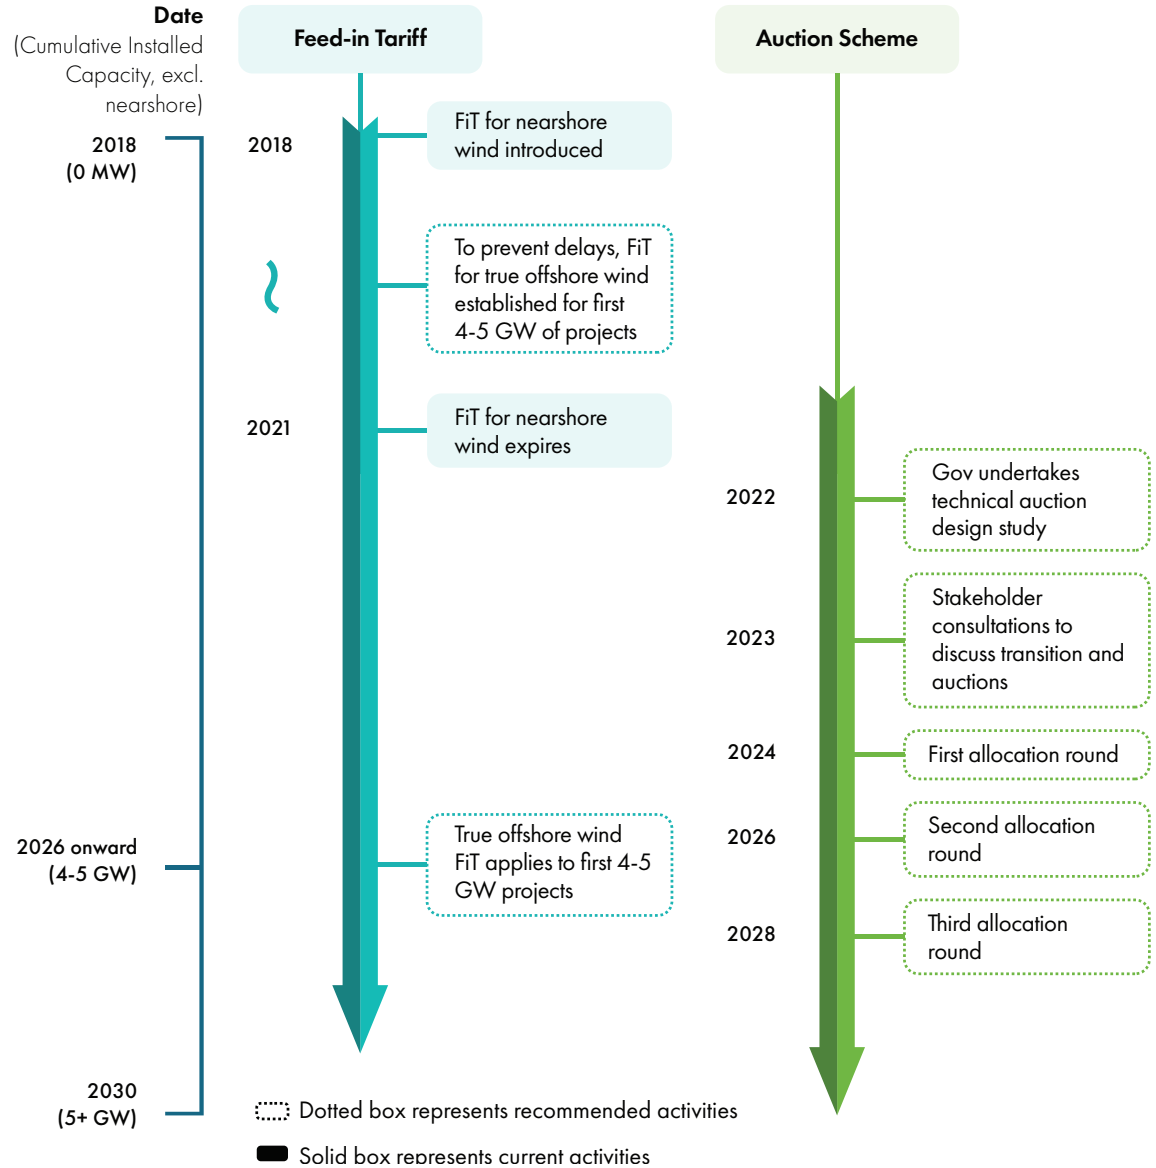 Date
(Cumulative Installed
Capacity, excl.
nearshore)
2018
(0 MW)
2026 onward
(4-5 GW)
2030
(5+ GW)
Feed-in Tariff
2018
FiT for nearshore
wind introduced
To prevent delays, FiT
for true offshore wind
established for first
4-5 GW of projects
2021
FiT for nearshore
wind expires
True offshore wind
FiT applies to first 4-5
GW projects
Auction Scheme
2022
Gov undertakes
technical auction
design study
2023
Stakeholder
consultations to
discuss transition and
auctions
2024
First allocation round
2026
Second allocation
round
2028
Third allocation
round
Dotted box represents recommended activities
Solid box represents current activities